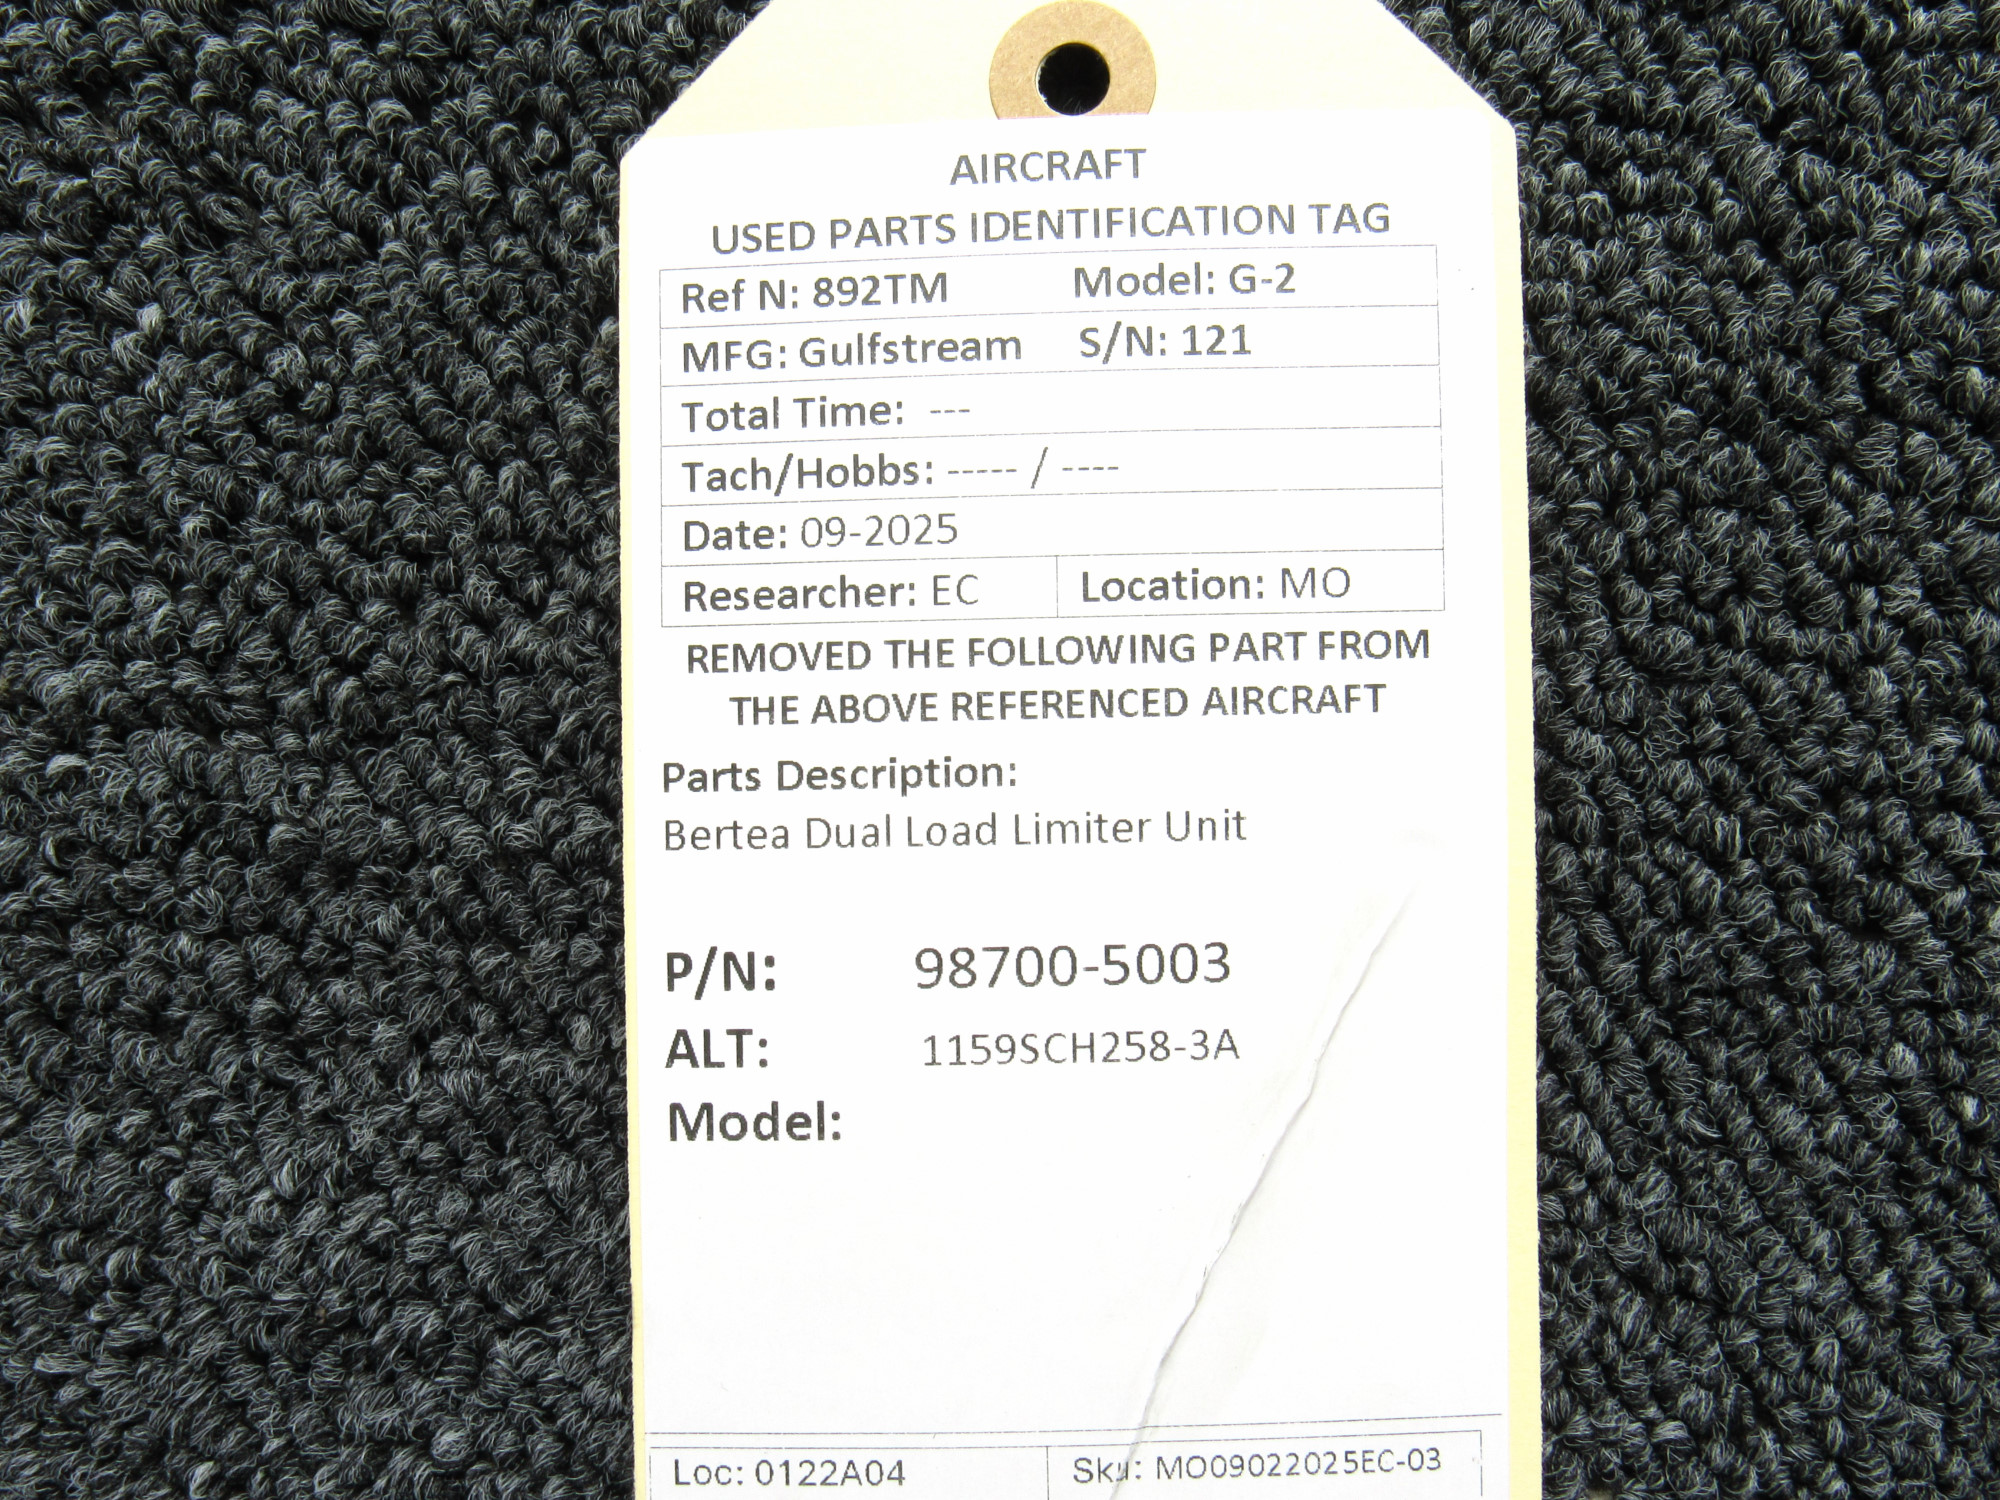 AIRCRAFT
USED PARTS IDENTIFICATION TAG
Ref N: 892TM Model: G-2
MFG: Gulfstream S/N: 121
Total Time: ---
Tach/Hobbs: ----- / ----
Date: 09-2025
Researcher: EC Location: MO
REMOVED THE FOLLOWING PART FROM
THE ABOVE REFERENCED AIRCRAFT
Parts Description:
Bertea Dual Load Limiter Unit
P/N: 98700-5003
ALT: 1159SCH258-3A
Model:
Loc: 0122A04 Sku: MO09022025EC-03